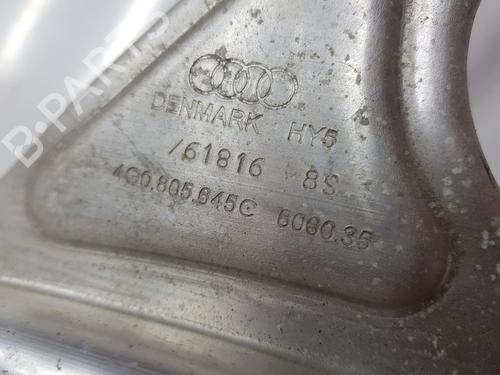 B-PARTS
DENMARK HY5
/61816 8S
4G0.805.645C 6060.35